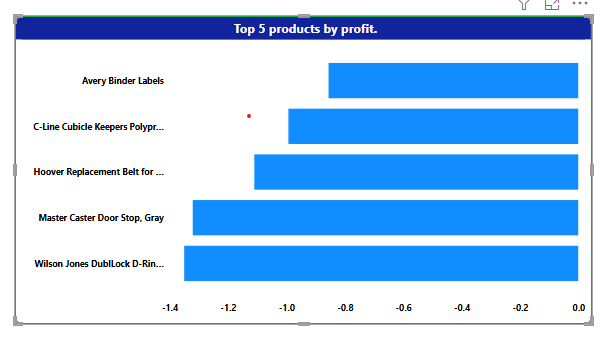 Top 5 products by profit.
Avery Binder Labels
C-Line Cubicle Keepers Polypr...
Hoover Replacement Belt for ...
Master Caster Door Stop, Gray
Wilson Jones DublLock D-Rin...
-1.4 -1.2 -1.0 -0.8 -0.6 -0.4 -0.2 0.0